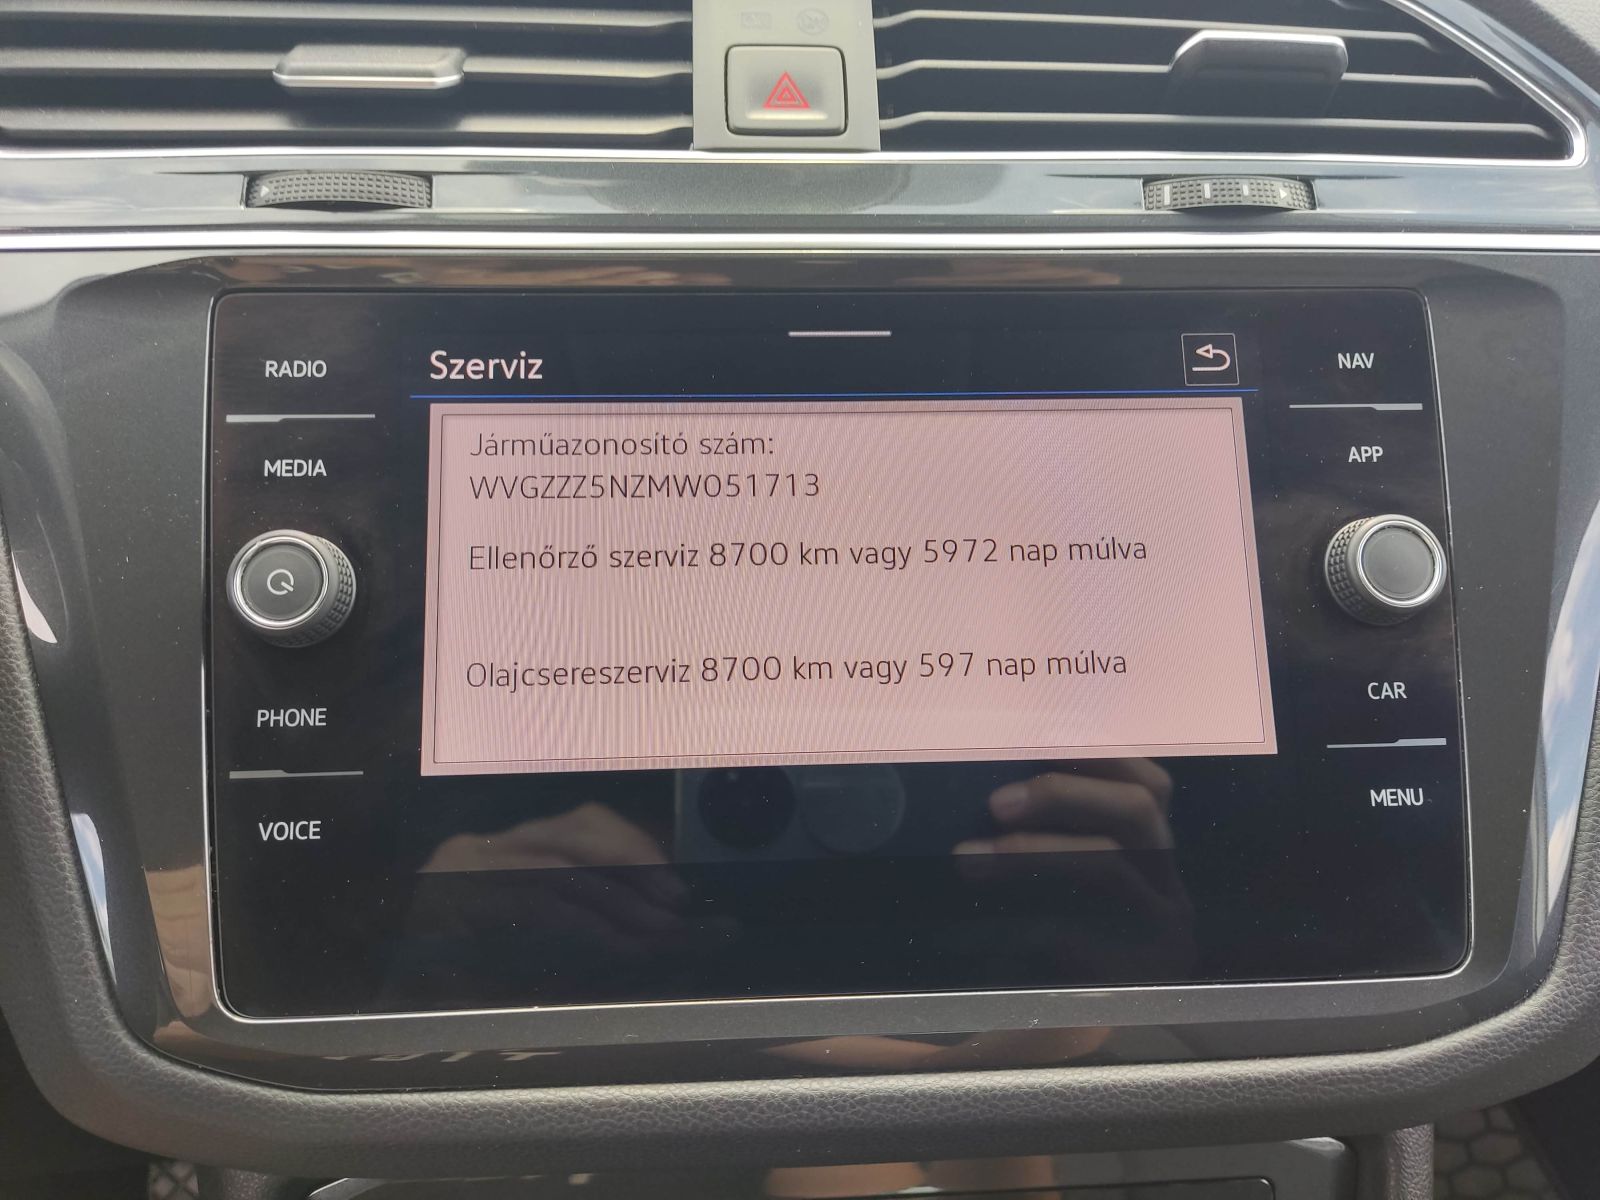 RADIO
MEDIA
PHONE
VOICE
Szerviz
Járműazonosító szám:
WVGZZZ5NZMW051713
Ellenőrző szerviz 8700 km vagy 5972 nap múlva
Olajcsereszerviz 8700 km vagy 597 nap múlva
NAV
APP
CAR
MENU